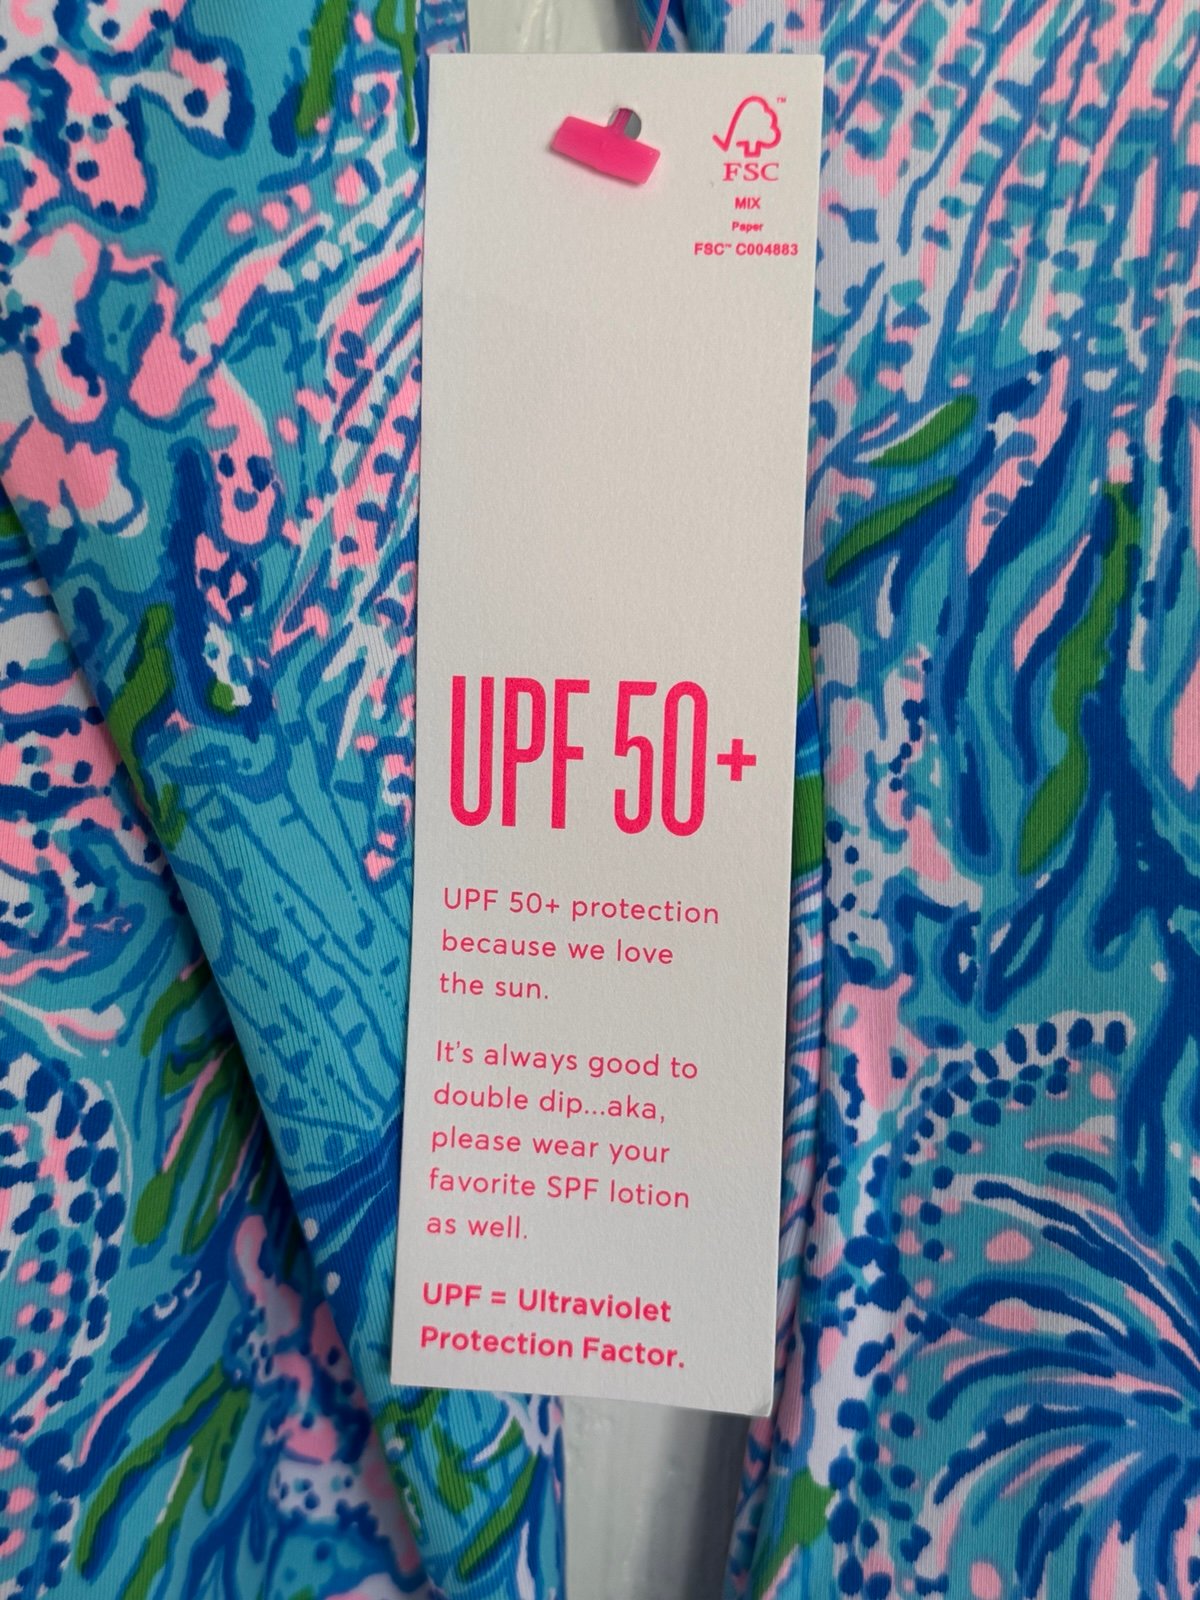 FSC™
MIX
Paper
FSC™ C004883
UPF 50+
UPF 50+ protection
because we love
the sun.
It's always good to
double dip...aka,
please wear your
favorite SPF lotion
as well.
UPF = Ultraviolet
Protection Factor.